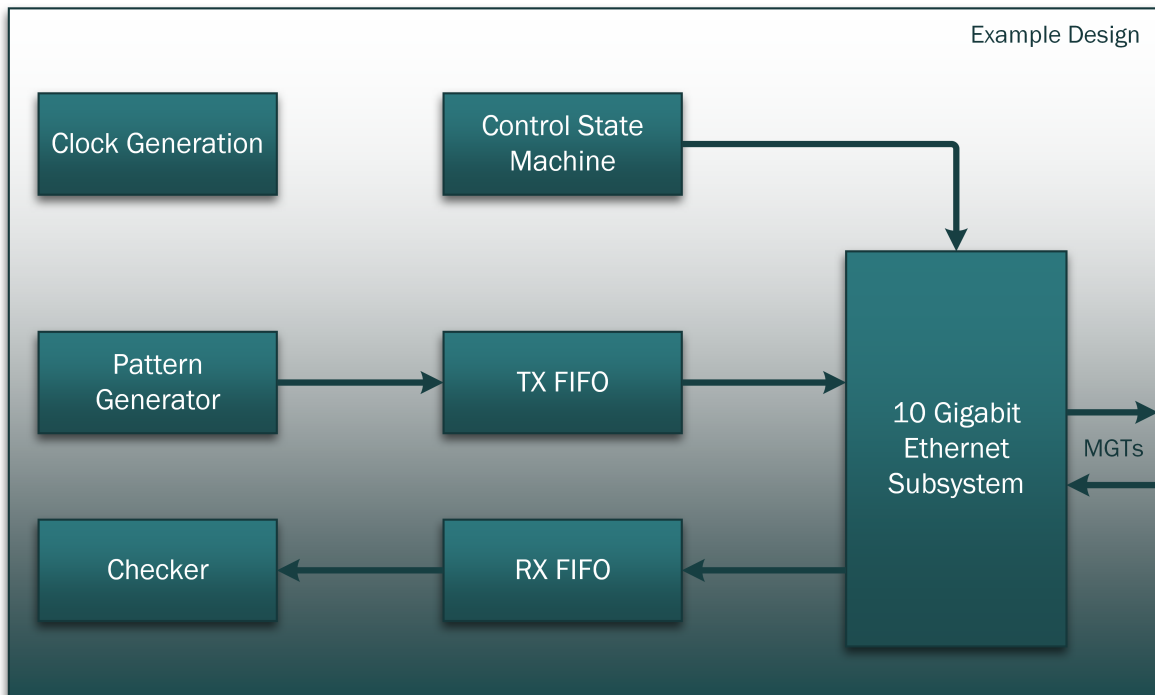 Example Design
Clock Generation
Control State
Machine
Pattern
Generator
TX FIFO
10 Gigabit
Ethernet
Subsystem
MGTs
Checker
RX FIFO